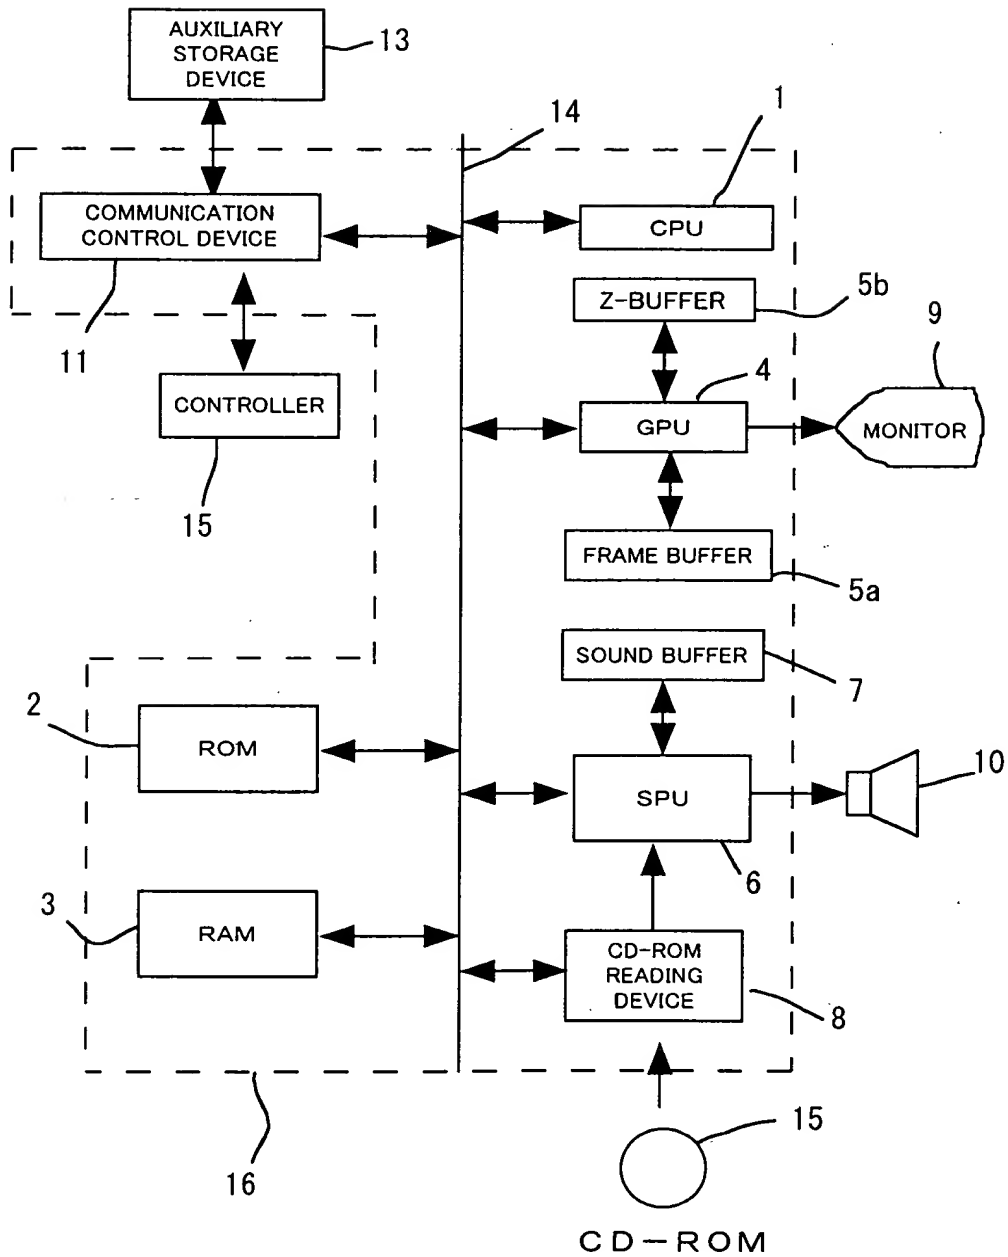 AUXILIARY
STORAGE
DEVICE
13
14
1
COMMUNICATION
CONTROL DEVICE
CPU
11
Z-BUFFER
5b
9
4
CONTROLLER
GPU
MONITOR
15
FRAME BUFFER
5a
SOUND BUFFER
7
2
ROM
SPU
10
6
3
RAM
CD-ROM
READING
DEVICE
8
16
15
CD-ROM